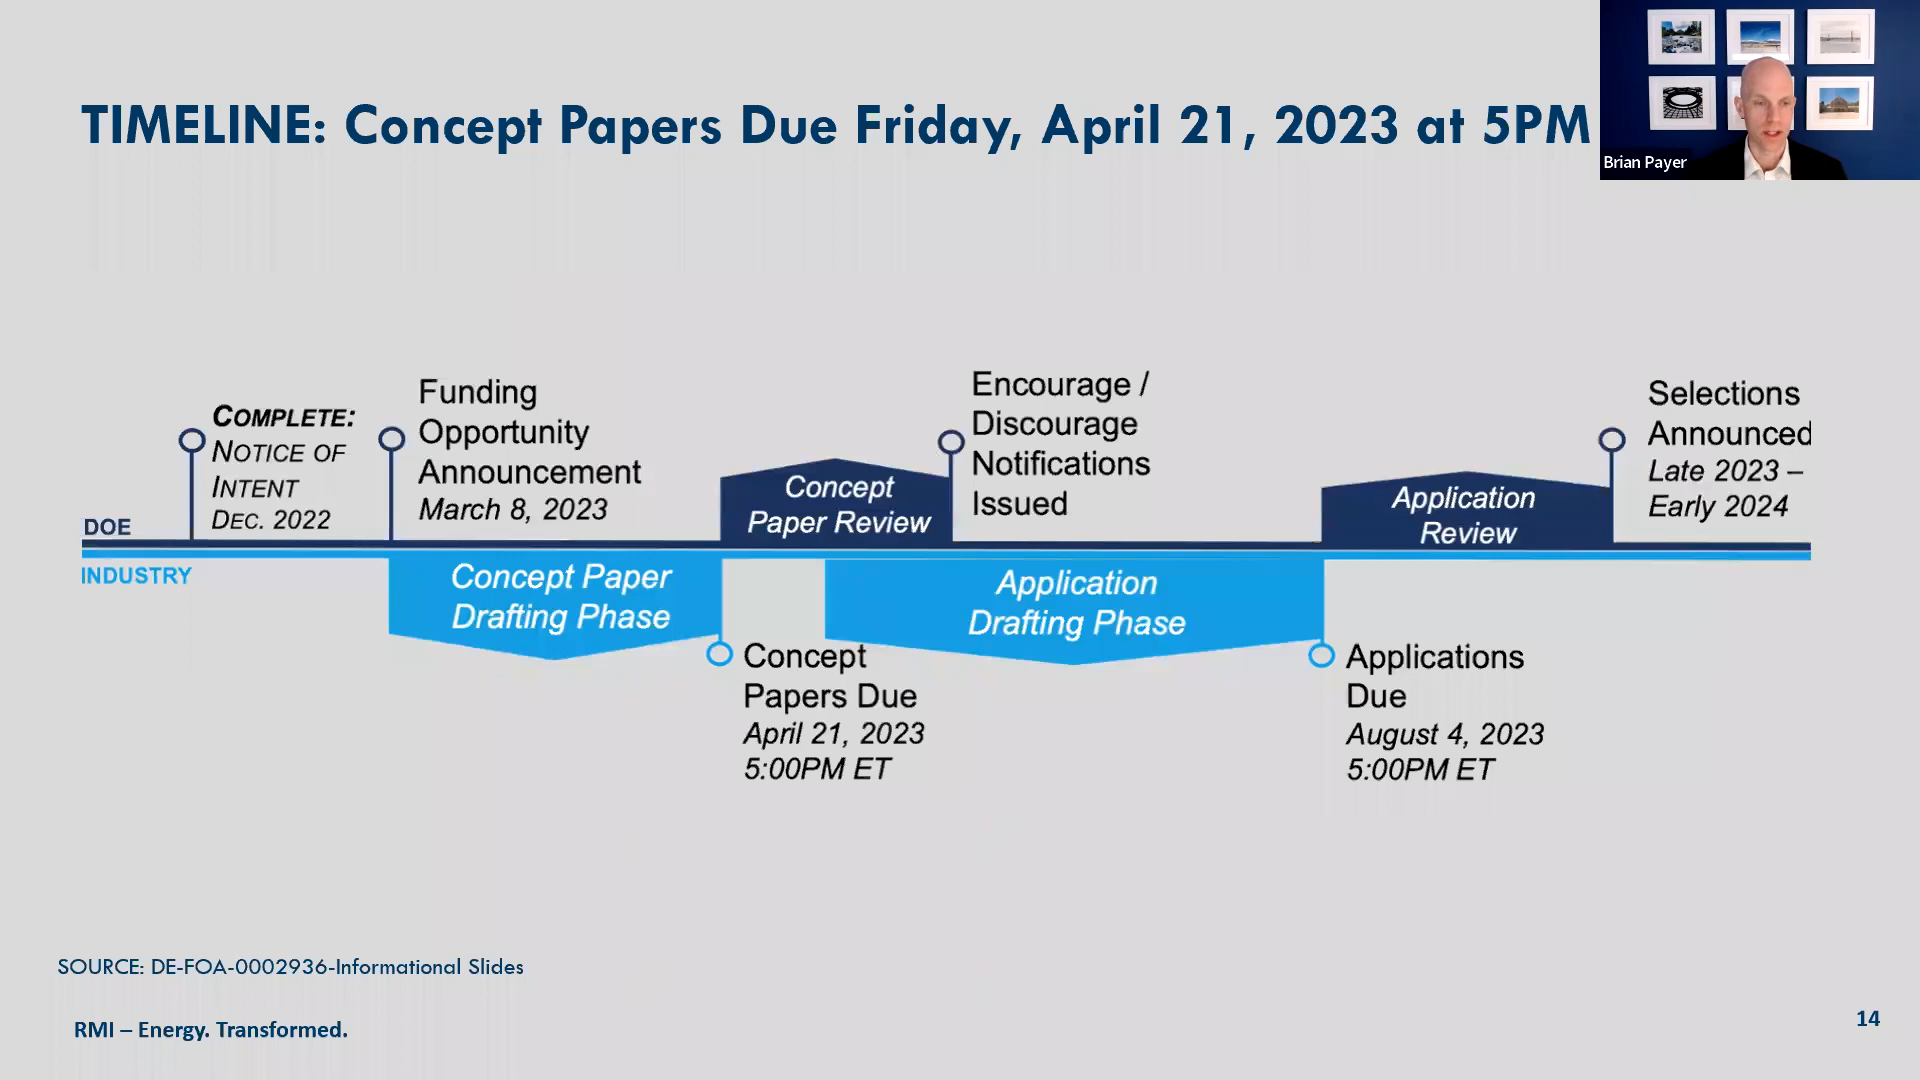 TIMELINE: Concept Papers Due Friday, April 21, 2023 at 5PM
Brian Payer
COMPLETE:
NOTICE OF
INTENT
DEC. 2022
Funding
Opportunity
Announcement
March 8, 2023
Concept
Paper Review
Encourage /
Discourage
Notifications
Issued
Application
Review
Selections
Announced
Late 2023 –
Early 2024
DOE
INDUSTRY
Concept Paper
Drafting Phase
Concept
Papers Due
April 21, 2023
5:00PM ET
Application
Drafting Phase
Applications
Due
August 4, 2023
5:00PM ET
SOURCE: DE-FOA-0002936-Informational Slides
RMI – Energy. Transformed.
14